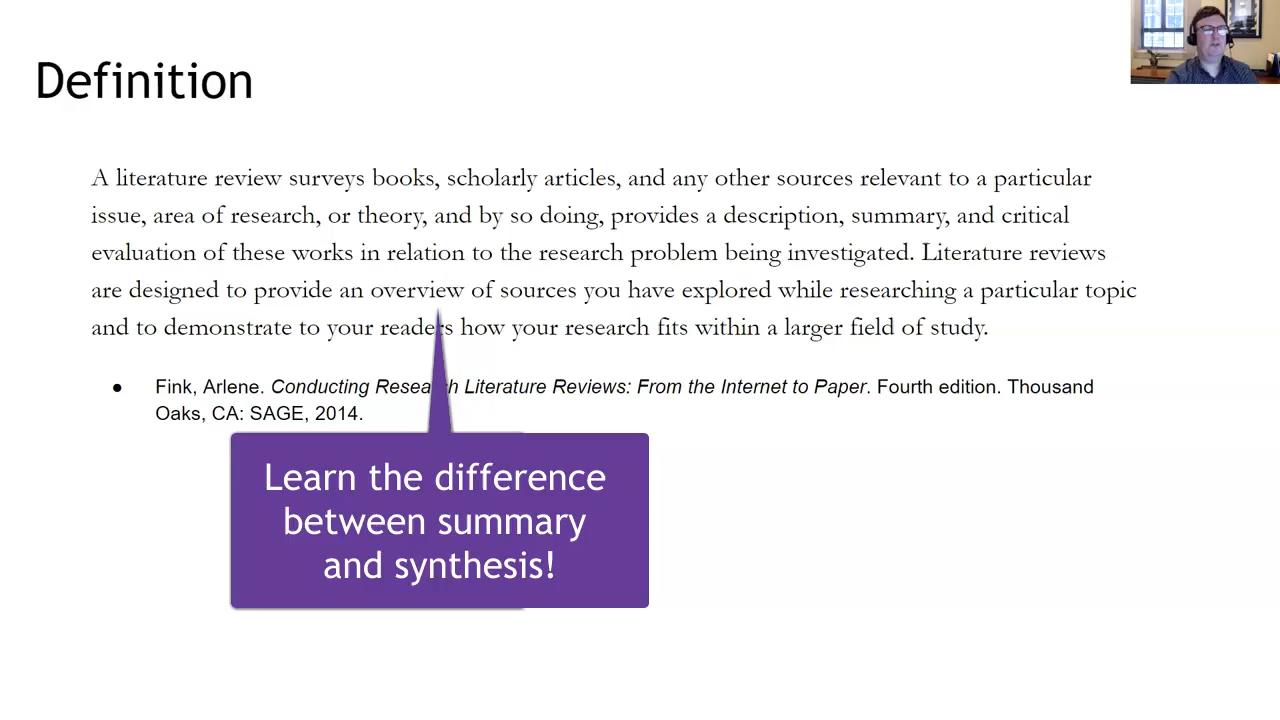 Definition
A literature review surveys books, scholarly articles, and any other sources relevant to a particular
issue, area of research, or theory, and by so doing, provides a description, summary, and critical
evaluation of these works in relation to the research problem being investigated. Literature reviews
are designed to provide an overview of sources you have explored while researching a particular topic
and to demonstrate to your readers how your research fits within a larger field of study.
● Fink, Arlene. Conducting Research Literature Reviews: From the Internet to Paper. Fourth edition. Thousand
Oaks, CA: SAGE, 2014.
Learn the difference
between summary
and synthesis!